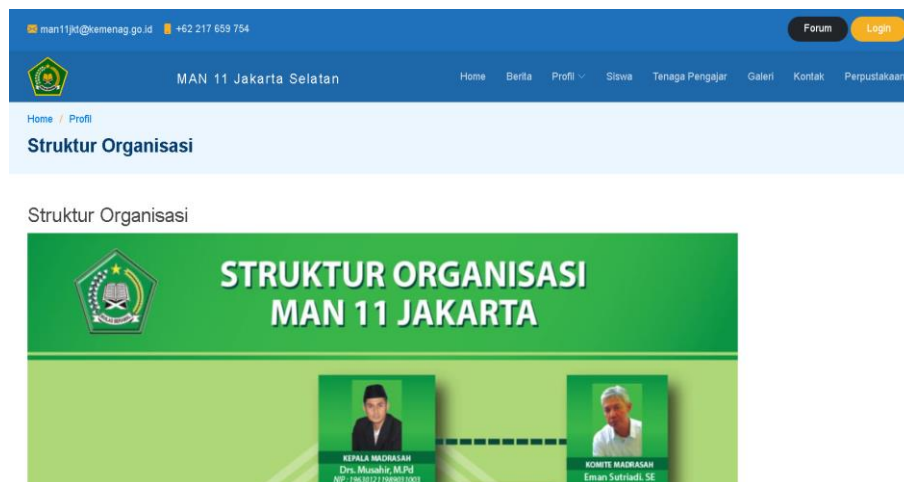 man11jkt@kemenag.go.id +62 217 659 754 Forum Login
MAN 11 Jakarta Selatan Home Berita Profil Siswa Tenaga Pengajar Galeri Kontak Perpustakaan
Home / Profil
Struktur Organisasi
Struktur Organisasi
STRUKTUR ORGANISASI
MAN 11 JAKARTA
KEPALA MADRASAH
Drs. Musahir, M.Pd
NIP : 196301211989031003
KOMITE MADRASAH
Eman Sutriadi. SE